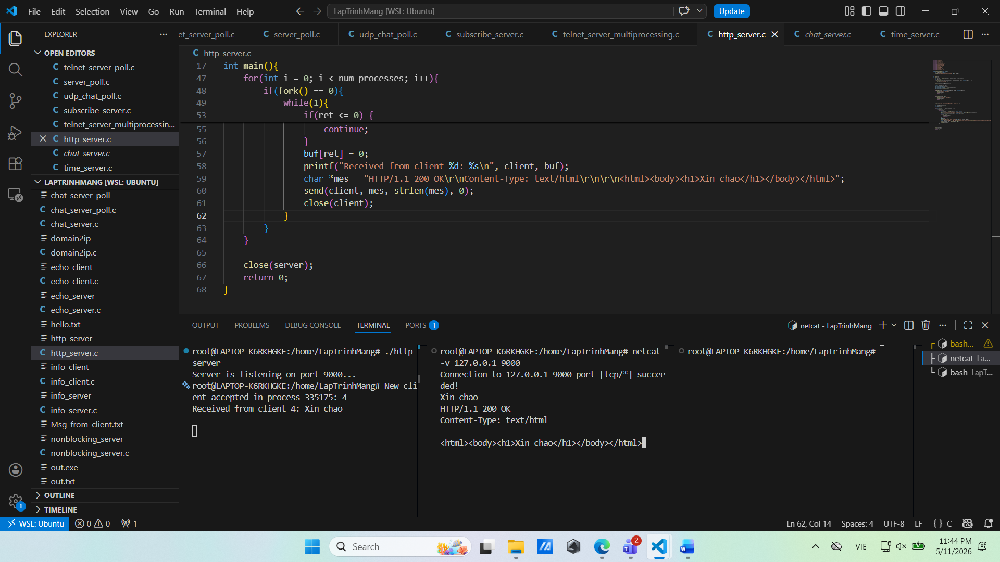 File Edit Selection View Go Run Terminal Help
LapTrinhMang [WSL: Ubuntu]
Update
EXPLORER
OPEN EDITORS
telnet_server_poll.c
server_poll.c
udp_chat_poll.c
subscribe_server.c
telnet_server_multiprocessin...
http_server.c
chat_server.c
time_server.c
LAPTRINHMANG [WSL: UBUNTU]
chat_server_poll
chat_server_poll.c
chat_server.c
domain2ip
domain2ip.c
echo_client
echo_client.c
echo_server
echo_server.c
hello.txt
http_server
http_server.c
info_client
info_client.c
info_server
info_server.c
Msg_from_client.txt
nonblocking_server
nonblocking_server.c
out.exe
out.txt
OUTLINE
TIMELINE
et_server_poll.c
C server_poll.c
C udp_chat_poll.c
C subscribe_server.c
C telnet_server_multiprocessing.c
C http_server.c
C chat_server.c
C time_server.c
C http_server.c
17 int main(){
47 for(int i = 0; i < num_processes; i++){
48 if(fork() == 0){
49 while(1){
53 if(ret <= 0) {
55 continue;
56 }
57 buf[ret] = 0;
58 printf("Received from client %d: %s\n", client, buf);
59 char *mes = "HTTP/1.1 200 OK\r\nContent-Type: text/html\r\n\r\n<html><body><h1>Xin chao</h1></body></html>";
60 send(client, mes, strlen(mes), 0);
61 close(client);
62 }
63 }
64 }
65
66 close(server);
67 return 0;
68 }
OUTPUT PROBLEMS DEBUG CONSOLE TERMINAL PORTS 1
netcat - LapTrinhMang
root@LAPTOP-K6RKHGKE:/home/LapTrinhMang# ./http_
server
Server is listening on port 9000...
root@LAPTOP-K6RKHGKE:/home/LapTrinhMang# New cli
ent accepted in process 335175: 4
Received from client 4: Xin chao
root@LAPTOP-K6RKHGKE:/home/LapTrinhMang# netcat
-v 127.0.0.1 9000
Connection to 127.0.0.1 9000 port [tcp/*] succee
ded!
Xin chao
HTTP/1.1 200 OK
Content-Type: text/html
<html><body><h1>Xin chao</h1></body></html>
root@LAPTOP-K6RKHGKE:/home/LapTrinhMang#
bash...
netcat La...
bash LapT...
1
WSL: Ubuntu 0 0 1
Ln 62, Col 14 Spaces: 4 UTF-8 LF {} C
Search
2
VIE
11:44 PM
5/11/2026